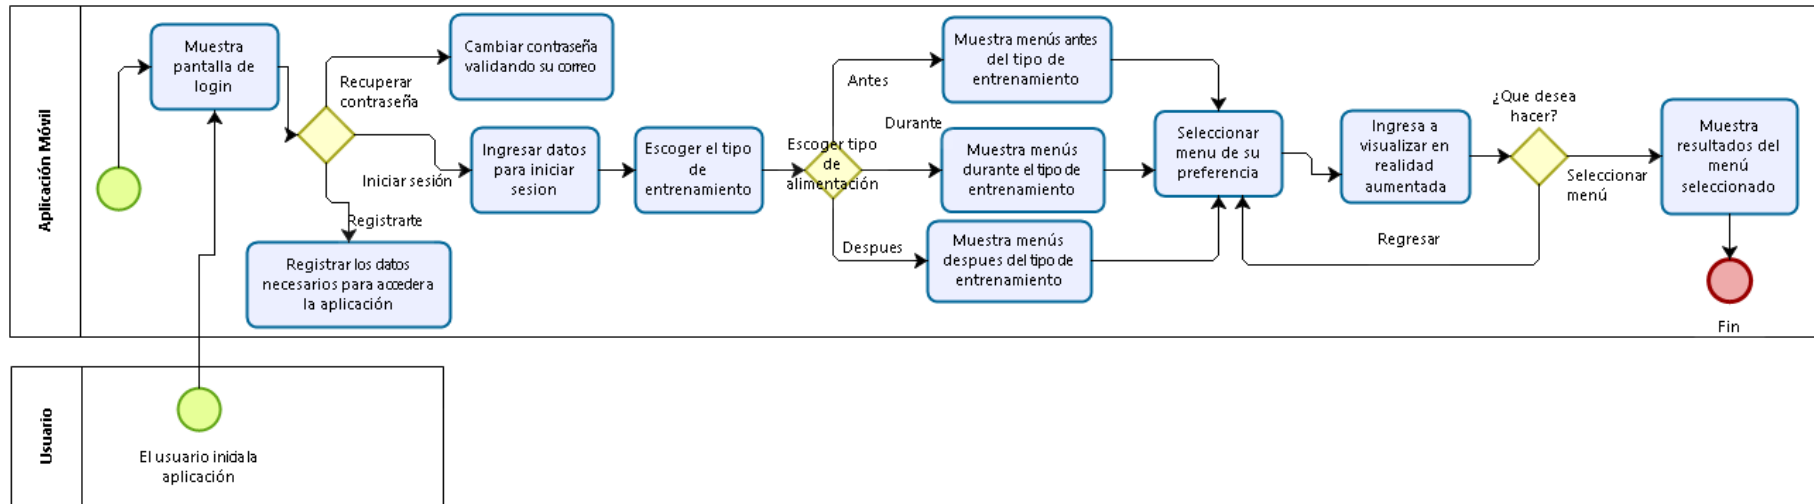 Aplicación Móvil
Muestra
pantalla de
login
Recuperar
contraseña
Cambiar contraseña
validando su correo
Iniciar sesión
Registrarte
Registrar los datos
necesarios para acceder a
la aplicación
Ingresar datos
para iniciar
sesion
Escoger el tipo
de
entrenamiento
Escoger tipo
de
alimentación
Antes
Durante
Despues
Muestra menús antes
del tipo de
entrenamiento
Muestra menús
durante el tipo de
entrenamiento
Muestra menús
despues del tipo de
entrenamiento
Seleccionar
menu de su
preferencia
Ingresa a
visualizar en
realidad
aumentada
¿Que desea
hacer?
Seleccionar
menú
Regresar
Muestra
resultados del
menú
seleccionado
Fin
Usuario
El usuario inicia la
aplicación